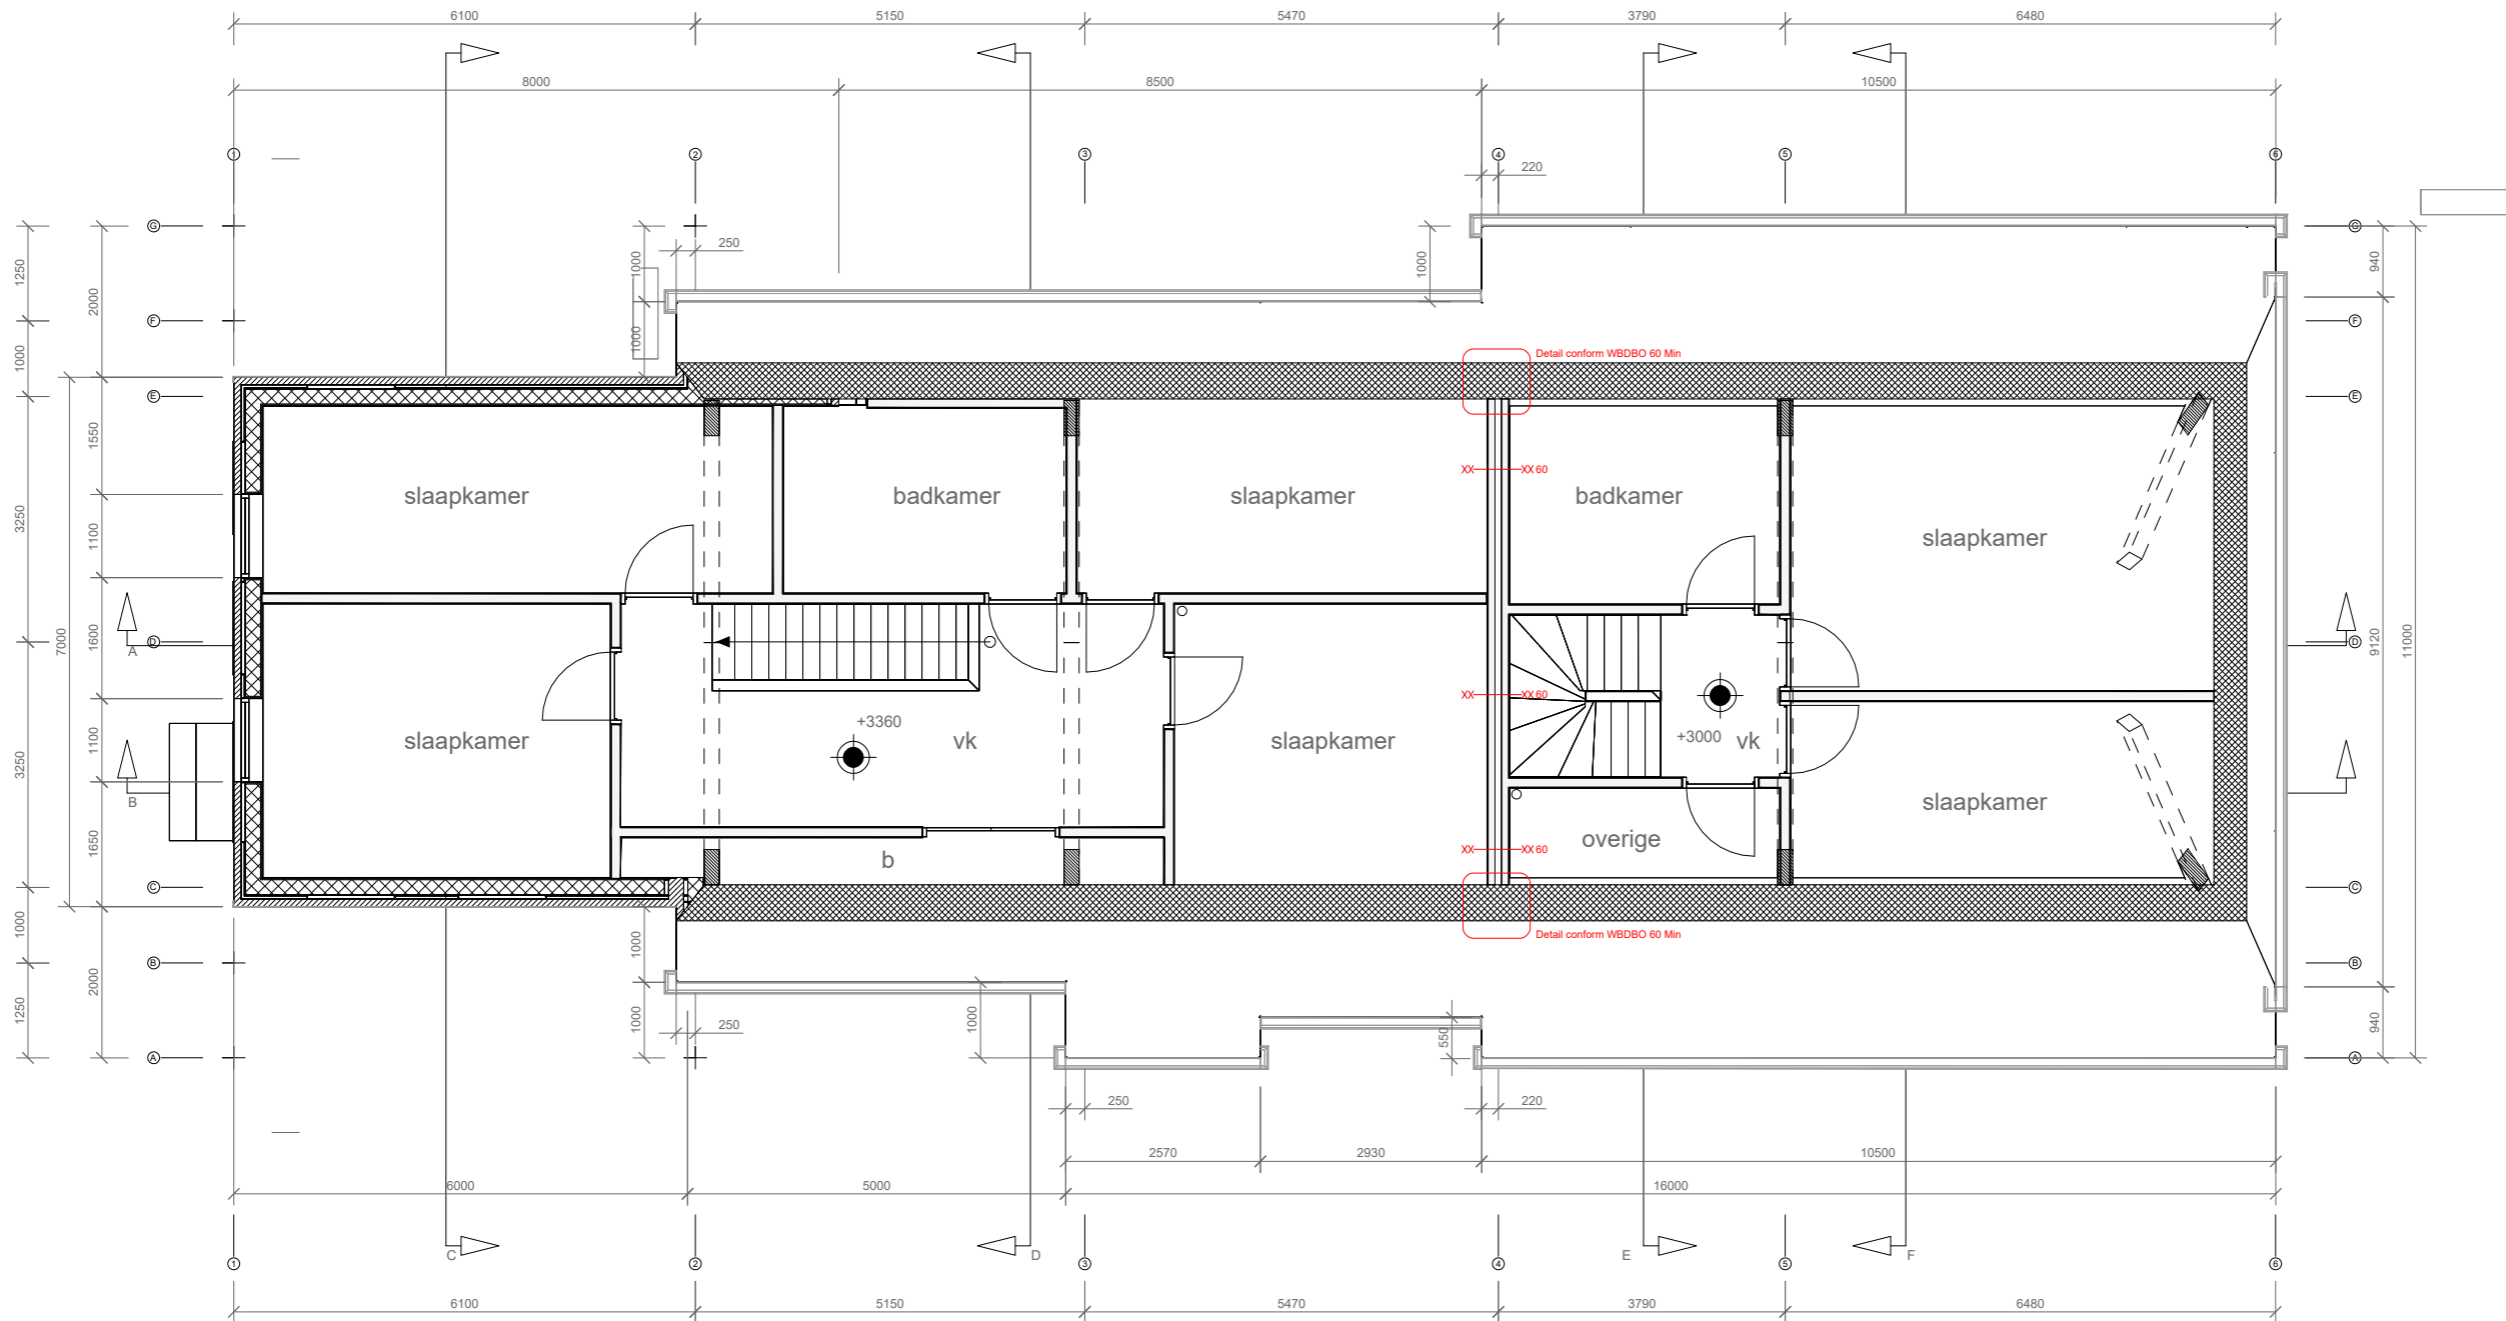 6100 5150 5470 3790 6480
8000 8500 10500
1 2 3 4 5 6
220
G G
250
1000 1000
1250 2000 940
F F
1000 1000
Detail conform WBDBO 60 Min
E E
1550
XX XX 60
slaapkamer badkamer slaapkamer badkamer
3250 1100
slaapkamer
7000 1600 9120 11000
D D
A
XX XX 60
+3360
+3000 vk
slaapkamer vk slaapkamer
3250 1100
B
slaapkamer
1650
overige
XX XX 60
b
C C
1000 1000
Detail conform WBDBO 60 Min
B B
2000
1250 1000 250 1000 550 940
A A
250 220
2570 2930 10500
6000 5000 16000
C D E F
1 2 3 4 5 6
6100 5150 5470 3790 6480